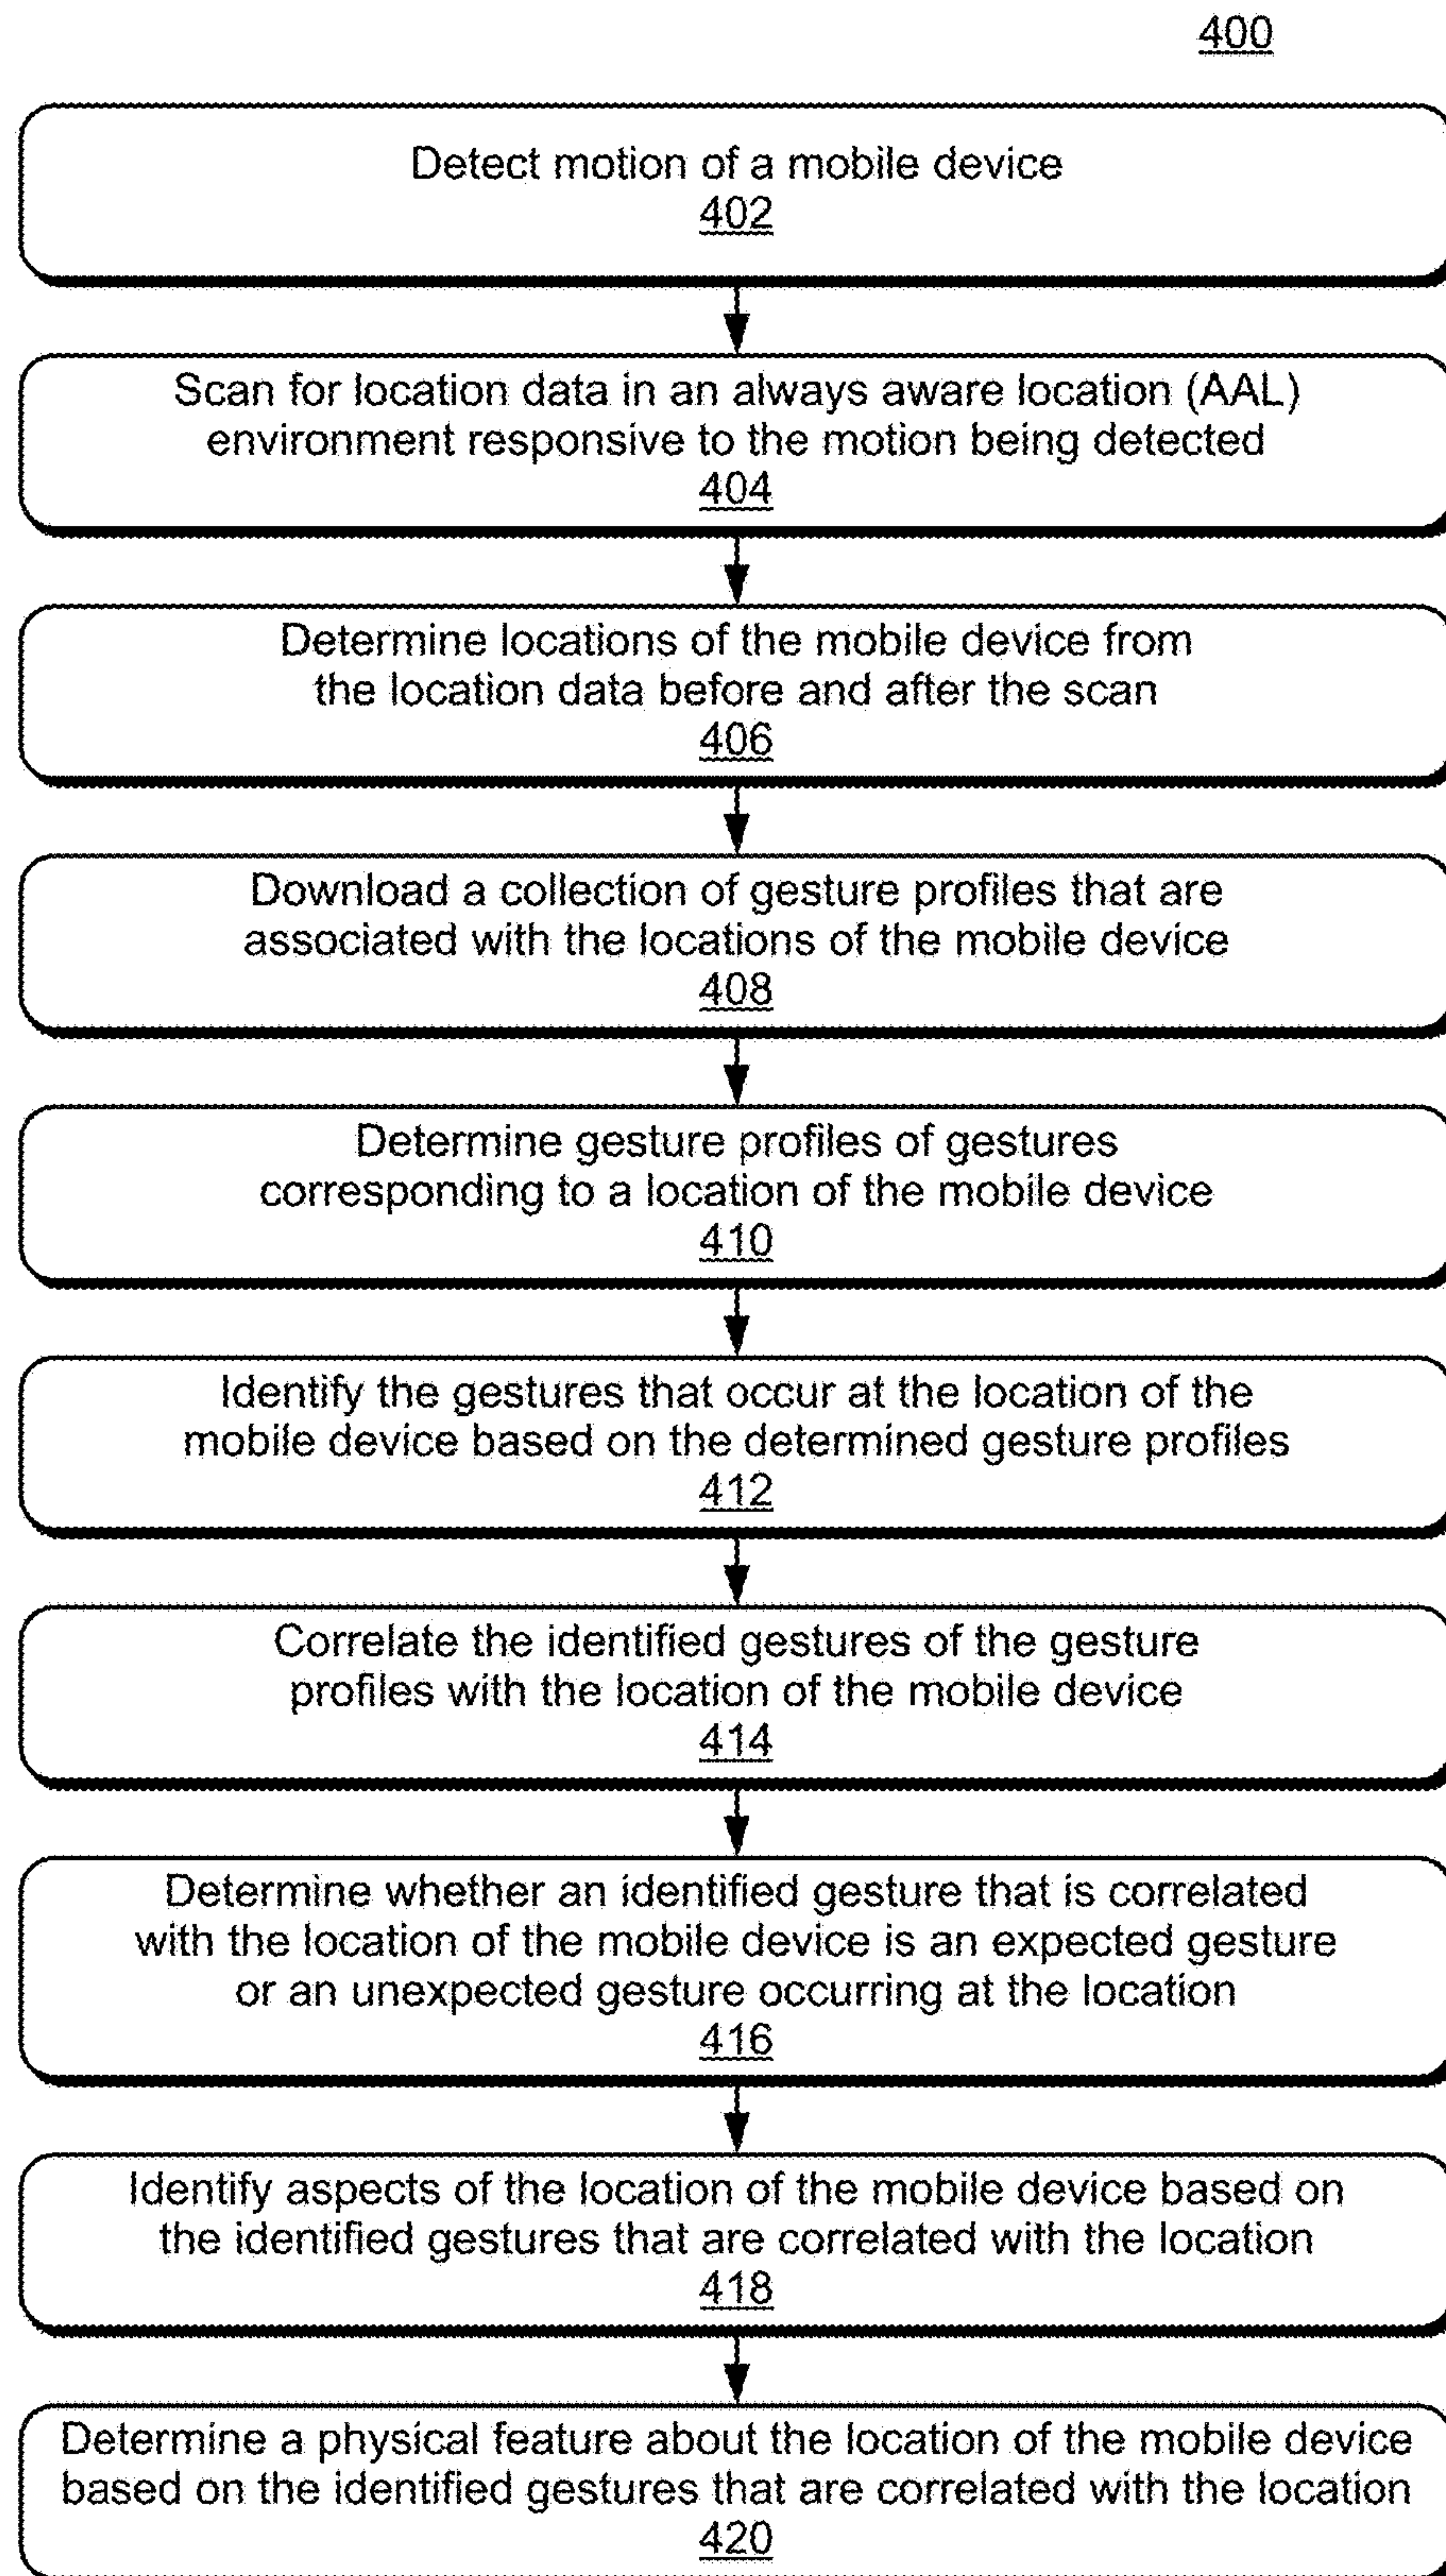 400
Detect motion of a mobile device
402
Scan for location data in an always aware location (AAL)
environment responsive to the motion being detected
404
Determine locations of the mobile device from
the location data before and after the scan
406
Download a collection of gesture profiles that are
associated with the locations of the mobile device
408
Determine gesture profiles of gestures
corresponding to a location of the mobile device
410
Identify the gestures that occur at the location of the
mobile device based on the determined gesture profiles
412
Correlate the identified gestures of the gesture
profiles with the location of the mobile device
414
Determine whether an identified gesture that is correlated
with the location of the mobile device is an expected gesture
or an unexpected gesture occurring at the location
416
Identify aspects of the location of the mobile device based on
the identified gestures that are correlated with the location
418
Determine a physical feature about the location of the mobile device
based on the identified gestures that are correlated with the location
420